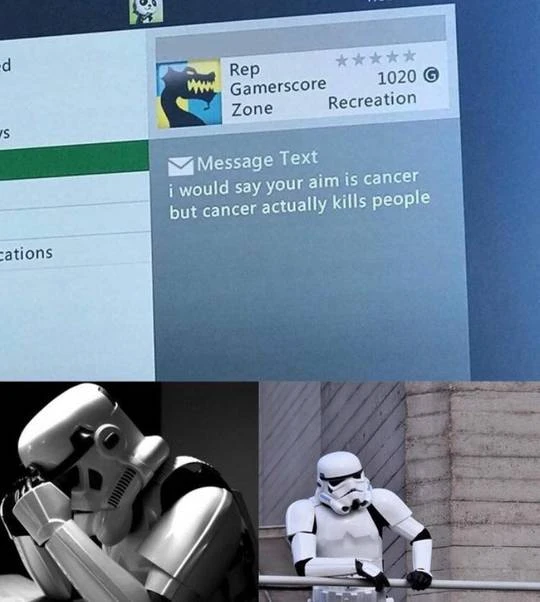 ed
Rep
Gamerscore 1020 G
Zone Recreation
ys
Message Text
i would say your aim is cancer
but cancer actually kills people
cations